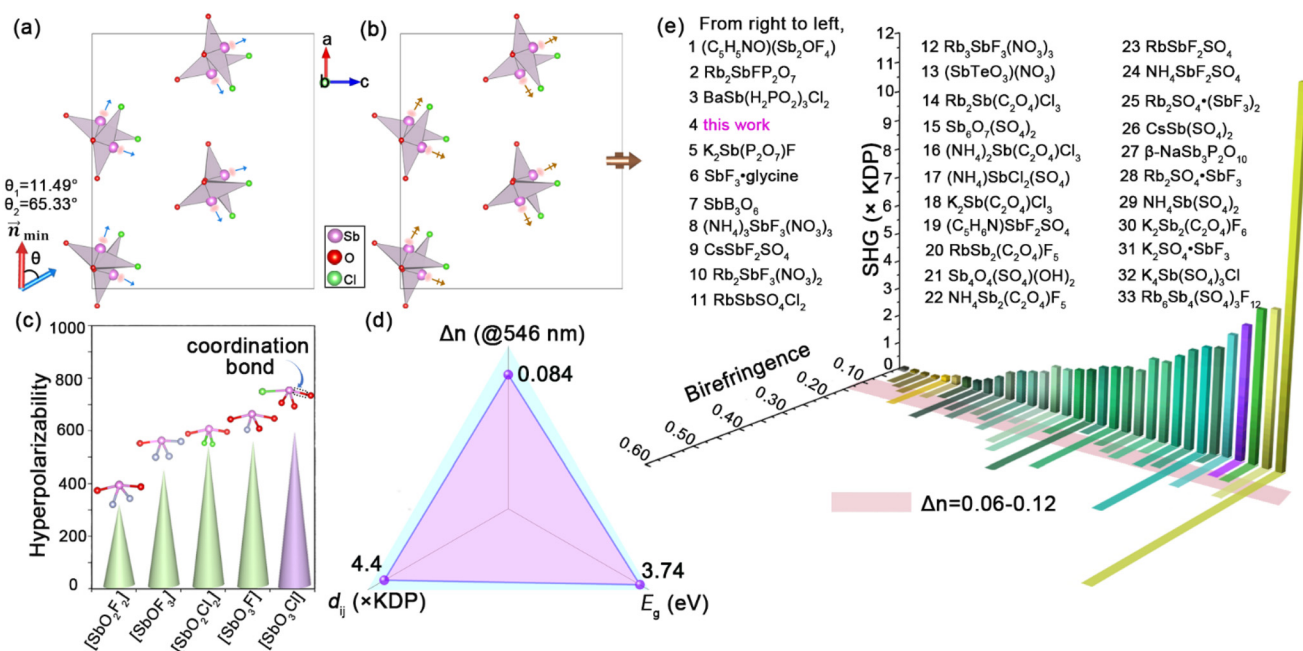 (a)
a
b
c
θ₁=11.49°
θ₂=65.33°
n⃗ min
θ
Sb
O
Cl
(b)
(c)
Hyperpolarizability
1000
800
600
400
200
0
coordination
bond
[SbO₂F₂]
[SbOF₃]
[SbO₂Cl₂]
[SbO₃F]
[SbO₃Cl]
(d)
Δn (@546 nm)
0.084
4.4
dᵢⱼ (×KDP)
3.74
E_g (eV)
(e)
From right to left,
1 (C₅H₅NO)(Sb₂OF₄)
2 Rb₂SbFP₂O₇
3 BaSb(H₂PO₂)₃Cl₂
4 this work
5 K₂Sb(P₂O₇)F
6 SbF₃•glycine
7 SbB₃O₆
8 (NH₄)₃SbF₃(NO₃)₃
9 CsSbF₂SO₄
10 Rb₂SbF₃(NO₃)₂
11 RbSbSO₄Cl₂
12 Rb₃SbF₃(NO₃)₃
13 (SbTeO₃)(NO₃)
14 Rb₂Sb(C₂O₄)Cl₃
15 Sb₆O₇(SO₄)₂
16 (NH₄)₂Sb(C₂O₄)Cl₃
17 (NH₄)SbCl₂(SO₄)
18 K₂Sb(C₂O₄)Cl₃
19 (C₅H₆N)SbF₂SO₄
20 RbSb₂(C₂O₄)F₅
21 Sb₄O₄(SO₄)(OH)₂
22 NH₄Sb₂(C₂O₄)F₅
23 RbSbF₂SO₄
24 NH₄SbF₂SO₄
25 Rb₂SO₄•(SbF₃)₂
26 CsSb(SO₄)₂
27 β-NaSb₃P₂O₁₀
28 Rb₂SO₄•SbF₃
29 NH₄Sb(SO₄)₂
30 K₂Sb₂(C₂O₄)F₆
31 K₂SO₄•SbF₃
32 K₄Sb(SO₄)₃Cl
33 Rb₆Sb₄(SO₄)₃F₁₂
SHG (× KDP)
12
11
10
9
8
7
6
5
4
3
2
1
0
Birefringence
0.10
0.20
0.30
0.40
0.50
0.60
Δn=0.06-0.12